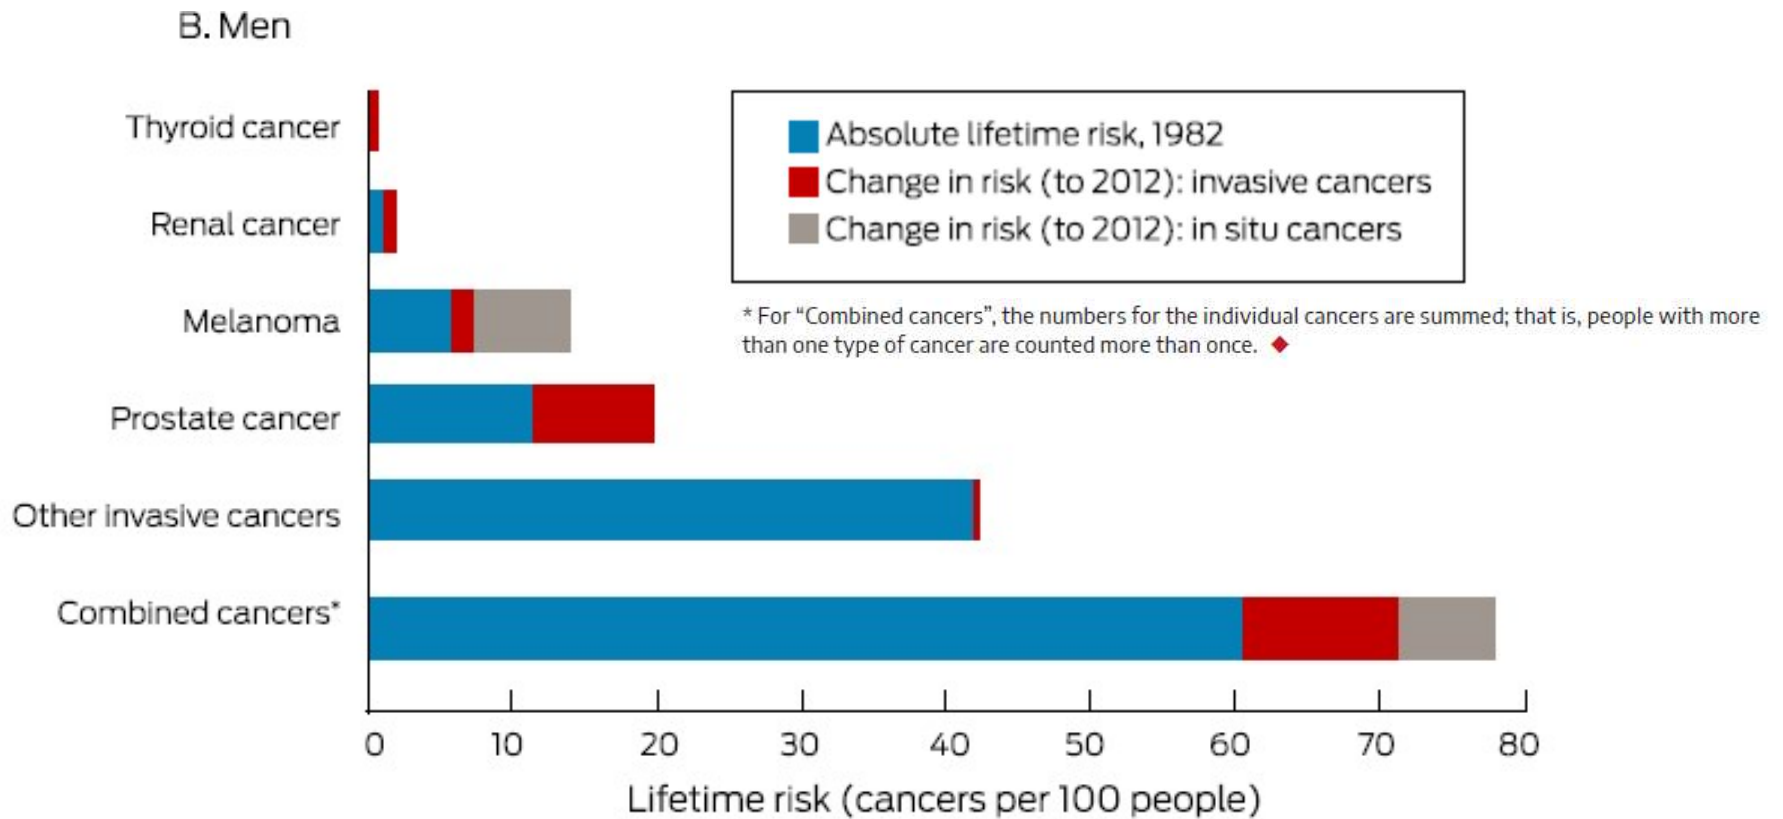 B. Men
Thyroid cancer
Renal cancer
Melanoma
Prostate cancer
Other invasive cancers
Combined cancers*
Absolute lifetime risk, 1982
Change in risk (to 2012): invasive cancers
Change in risk (to 2012): in situ cancers
* For “Combined cancers”, the numbers for the individual cancers are summed; that is, people with more
than one type of cancer are counted more than once. ◆
0 10 20 30 40 50 60 70 80
Lifetime risk (cancers per 100 people)